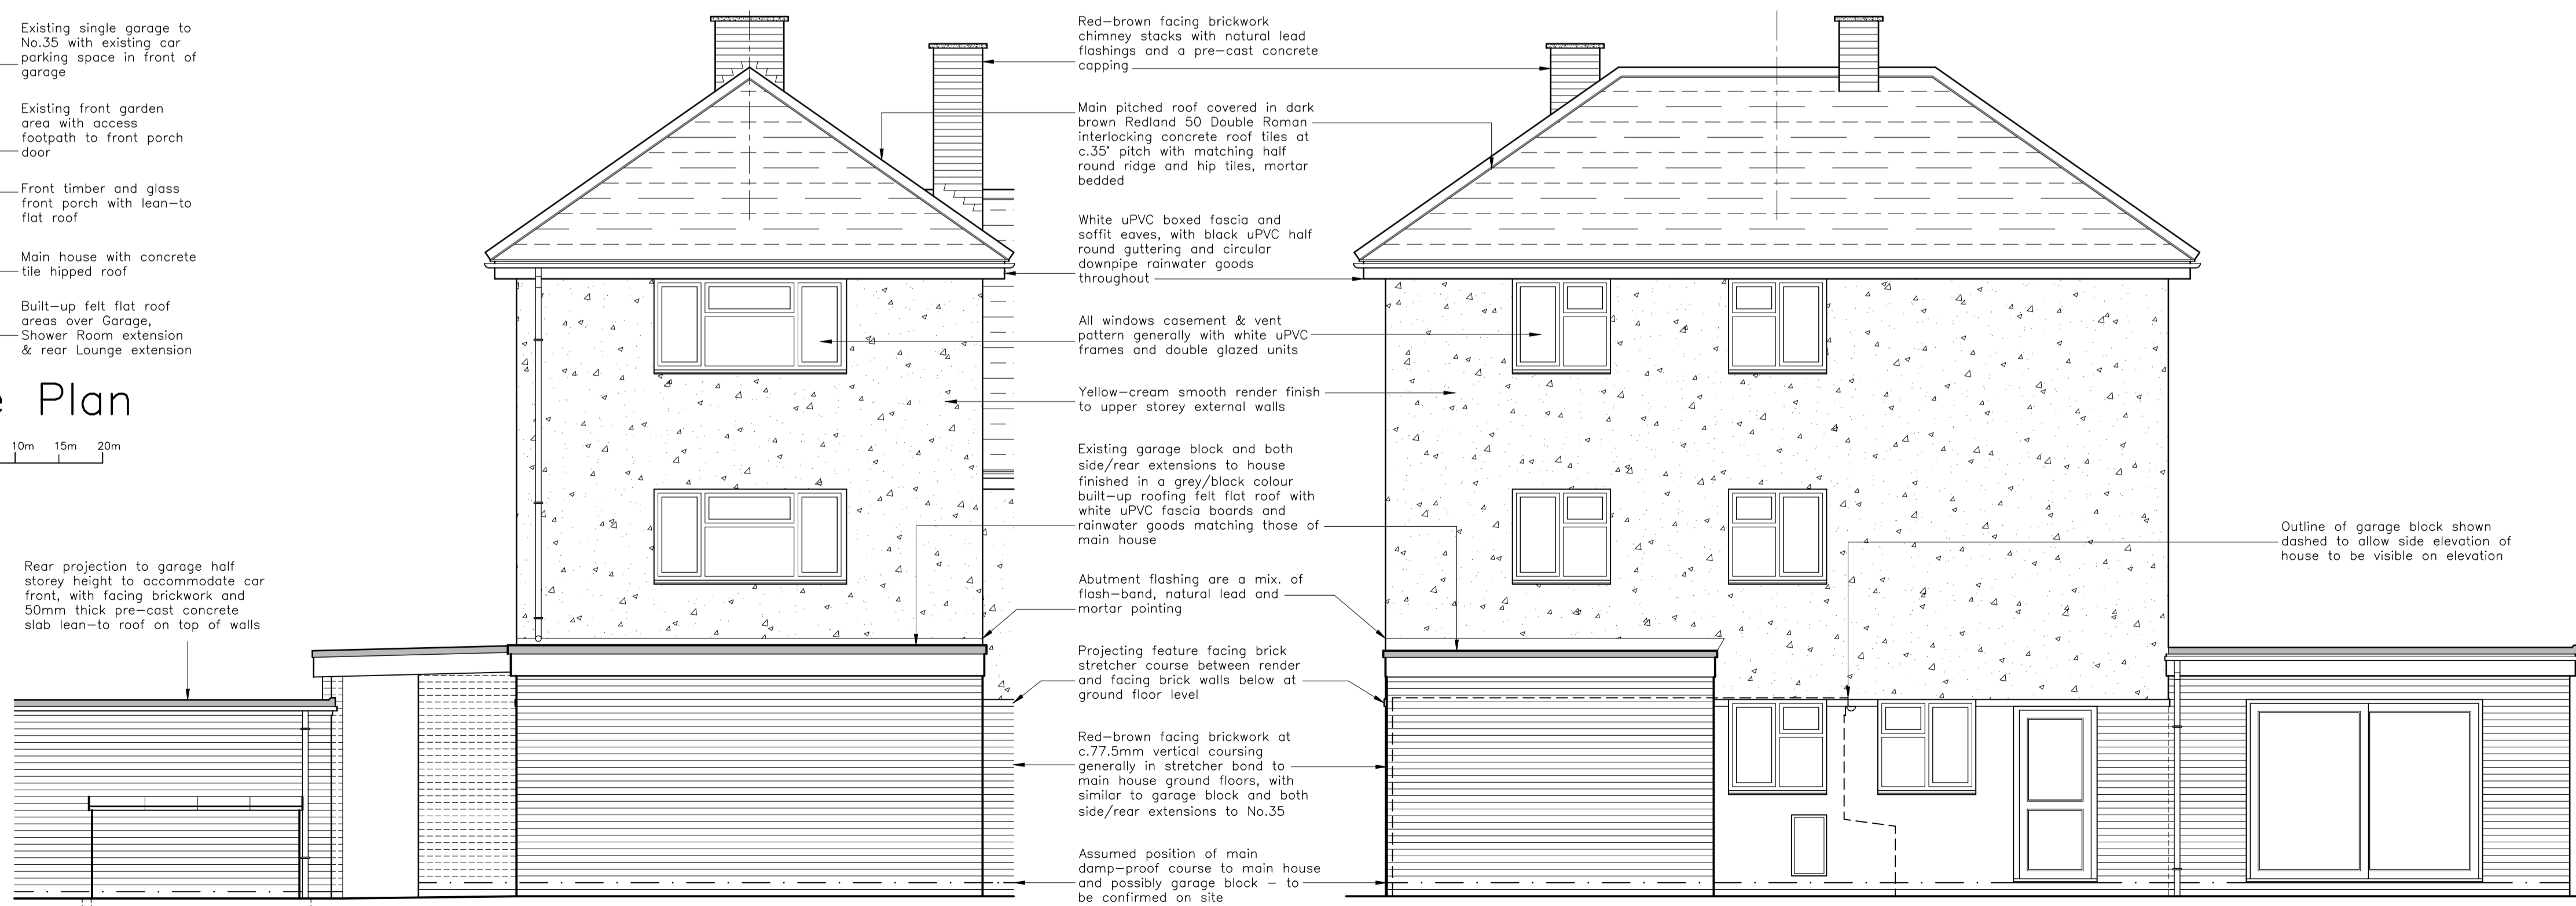 Existing single garage to
No.35 with existing car
parking space in front of
garage
Existing front garden
area with access
footpath to front porch
door
Front timber and glass
front porch with lean-to
flat roof
Main house with concrete
tile hipped roof
Built-up felt flat roof
areas over Garage,
Shower Room extension
& rear Lounge extension
e Plan
10m 15m 20m
Rear projection to garage half
storey height to accommodate car
front, with facing brickwork and
50mm thick pre-cast concrete
slab lean-to roof on top of walls
Red-brown facing brickwork
chimney stacks with natural lead
flashings and a pre-cast concrete
capping
Main pitched roof covered in dark
brown Redland 50 Double Roman
interlocking concrete roof tiles at
c.35° pitch with matching half
round ridge and hip tiles, mortar
bedded
White uPVC boxed fascia and
soffit eaves, with black uPVC half
round guttering and circular
downpipe rainwater goods
throughout
All windows casement & vent
pattern generally with white uPVC
frames and double glazed units
Yellow-cream smooth render finish
to upper storey external walls
Existing garage block and both
side/rear extensions to house
finished in a grey/black colour
built-up roofing felt flat roof with
white uPVC fascia boards and
rainwater goods matching those of
main house
Abutment flashing are a mix. of
flash-band, natural lead and
mortar pointing
Projecting feature facing brick
stretcher course between render
and facing brick walls below at
ground floor level
Red-brown facing brickwork at
c.77.5mm vertical coursing
generally in stretcher bond to
main house ground floors, with
similar to garage block and both
side/rear extensions to No.35
Assumed position of main
damp-proof course to main house
and possibly garage block - to
be confirmed on site
Outline of garage block shown
dashed to allow side elevation of
house to be visible on elevation